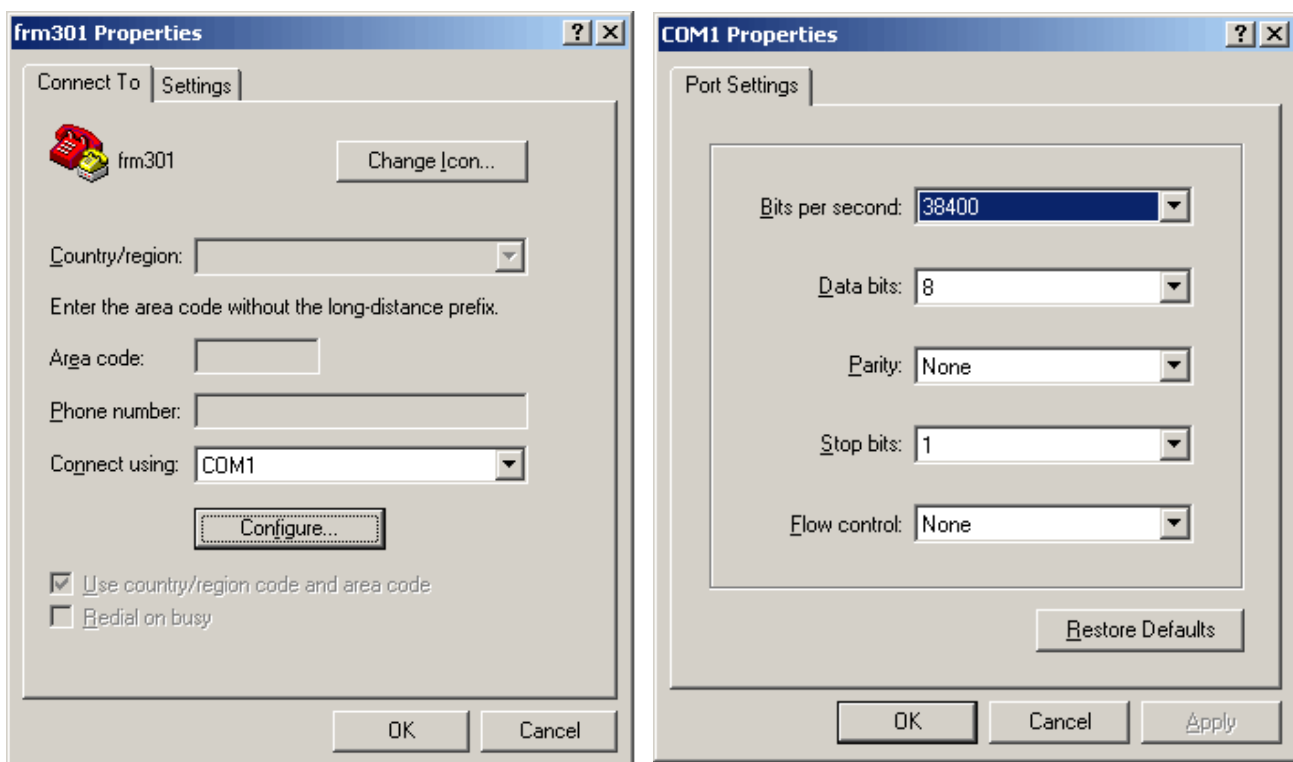 frm301 Properties
Connect To
Settings
frm301
Change Icon...
Country/region:
Enter the area code without the long-distance prefix.
Area code:
Phone number:
Connect using: COM1
Configure...
Use country/region code and area code
Redial on busy
OK
Cancel
COM1 Properties
Port Settings
Bits per second: 38400
Data bits: 8
Parity: None
Stop bits: 1
Flow control: None
Restore Defaults
OK
Cancel
Apply